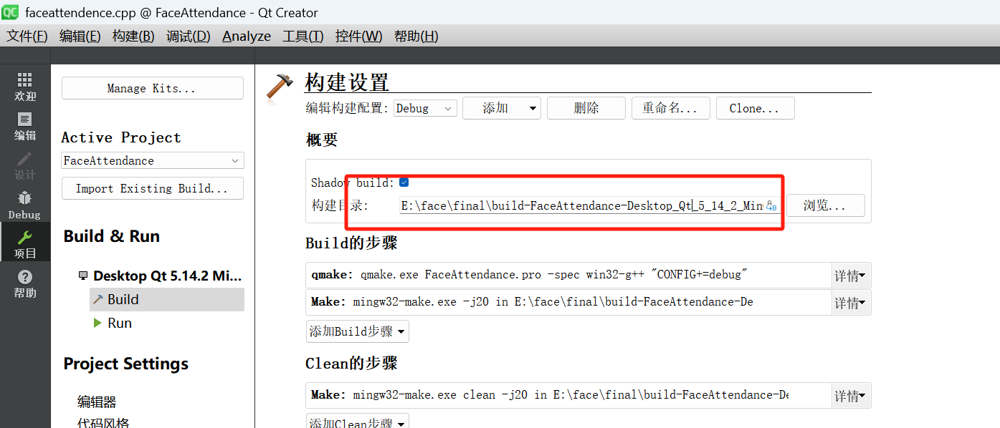 QC faceattendence.cpp @ FaceAttendance - Qt Creator
文件(F) 编辑(E) 构建(B) 调试(D) Analyze 工具(T) 控件(W) 帮助(H)
欢迎
编辑
设计
Debug
项目
帮助
Manage Kits...
Active Project
FaceAttendance
Import Existing Build...
Build & Run
Desktop Qt 5.14.2 Mi...
Build
Run
Project Settings
编辑器
代码风格
构建设置
编辑构建配置: Debug 添加 删除 重命名... Clone...
概要
Shadow build:
构建目录: E:\face\final\build-FaceAttendance-Desktop_Qt_5_14_2_Min 浏览...
Build的步骤
qmake: qmake.exe FaceAttendance.pro -spec win32-g++ "CONFIG+=debug" 详情
Make: mingw32-make.exe -j20 in E:\face\final\build-FaceAttendance-De 详情
添加Build步骤
Clean的步骤
Make: mingw32-make.exe clean -j20 in E:\face\final\build-FaceAttendance-De 详情
添加Clean步骤